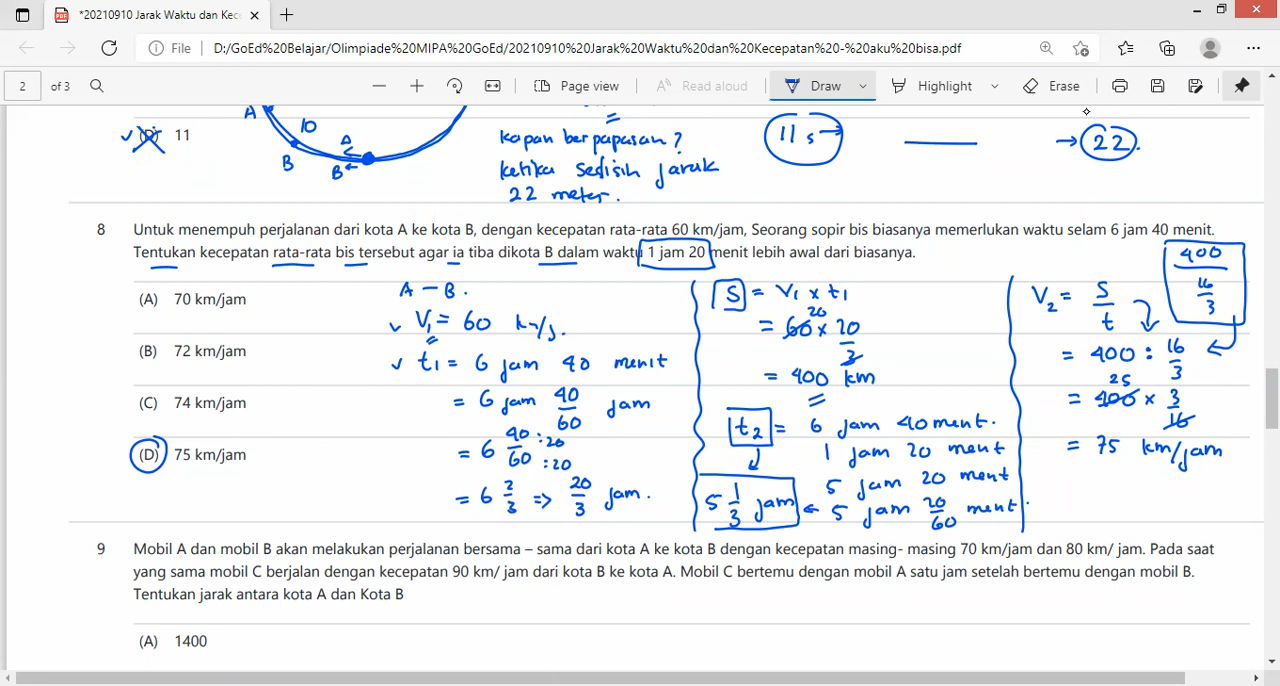 *20210910 Jarak Waktu dan Kece
File D:/GoEd%20Belajar/Olimpiade%20MIPA%20GoEd/20210910%20Jarak%20Waktu%20dan%20Kecepatan%20-%20aku%20bisa.pdf
2 of 3 Page view Read aloud Draw Highlight Erase
A
10
A
B
B
(D) 11
kapan berpapasan?
ketika selisih jarak
22 meter.
11 s →
→ 22.
8 Untuk menempuh perjalanan dari kota A ke kota B, dengan kecepatan rata-rata 60 km/jam, Seorang sopir bis biasanya memerlukan waktu selam 6 jam 40 menit.
Tentukan kecepatan rata-rata bis tersebut agar ia tiba dikota B dalam waktu 1 jam 20 menit lebih awal dari biasanya.
(A) 70 km/jam
(B) 72 km/jam
(C) 74 km/jam
(D) 75 km/jam
A – B.
V1 = 60 km/j.
t1 = 6 jam 40 menit
= 6 jam 40/60 jam
= 6 40/60 :20 :20
= 6 2/3 => 20/3 jam.
S = V1 x t1
20
= 60 x 20/3
= 400 km
t2 = 6 jam 40 ment.
1 jam 20 ment
5 jam 20 ment
5 1/3 jam ← 5 jam 20/60 ment
400
16/3
V2 = S/t
= 400 : 16/3
25
= 400 x 3/16
= 75 km/jam
9 Mobil A dan mobil B akan melakukan perjalanan bersama – sama dari kota A ke kota B dengan kecepatan masing- masing 70 km/jam dan 80 km/ jam. Pada saat
yang sama mobil C berjalan dengan kecepatan 90 km/ jam dari kota B ke kota A. Mobil C bertemu dengan mobil A satu jam setelah bertemu dengan mobil B.
Tentukan jarak antara kota A dan Kota B
(A) 1400